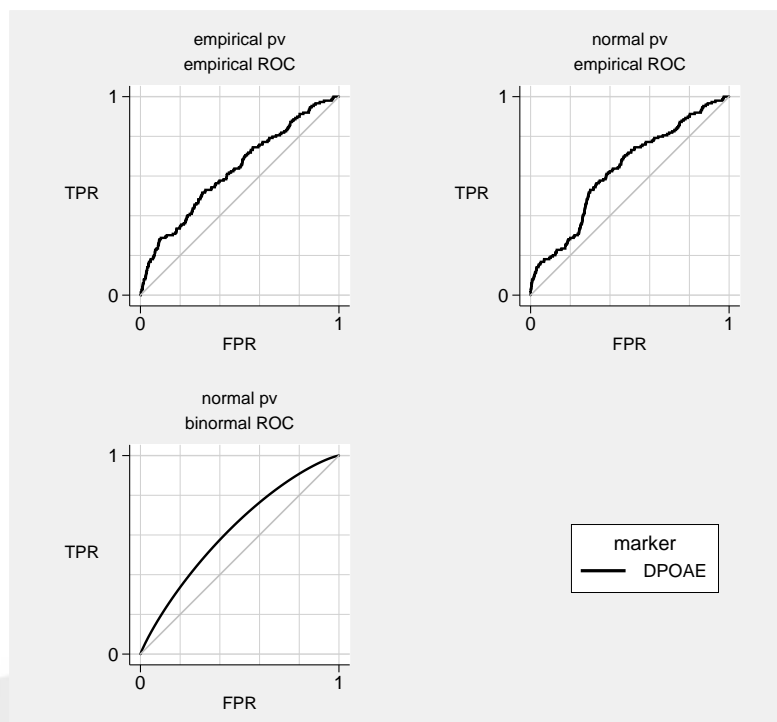 empirical pv
empirical ROC
1
TPR
0
0
1
FPR
normal pv
empirical ROC
1
TPR
0
0
1
FPR
normal pv
binormal ROC
1
TPR
0
0
1
FPR
marker
DPOAE